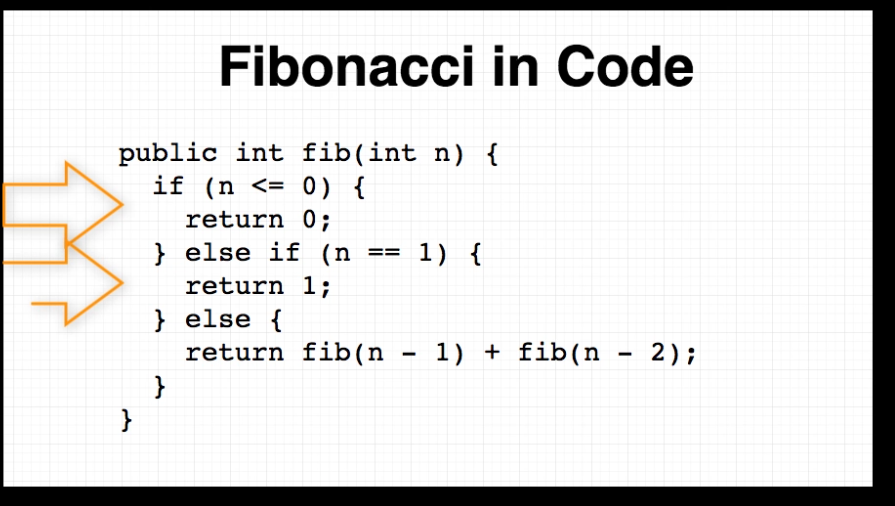 Fibonacci in Code
public int fib(int n) {
if (n <= 0) {
return 0;
} else if (n == 1) {
return 1;
} else {
return fib(n - 1) + fib(n - 2);
}
}